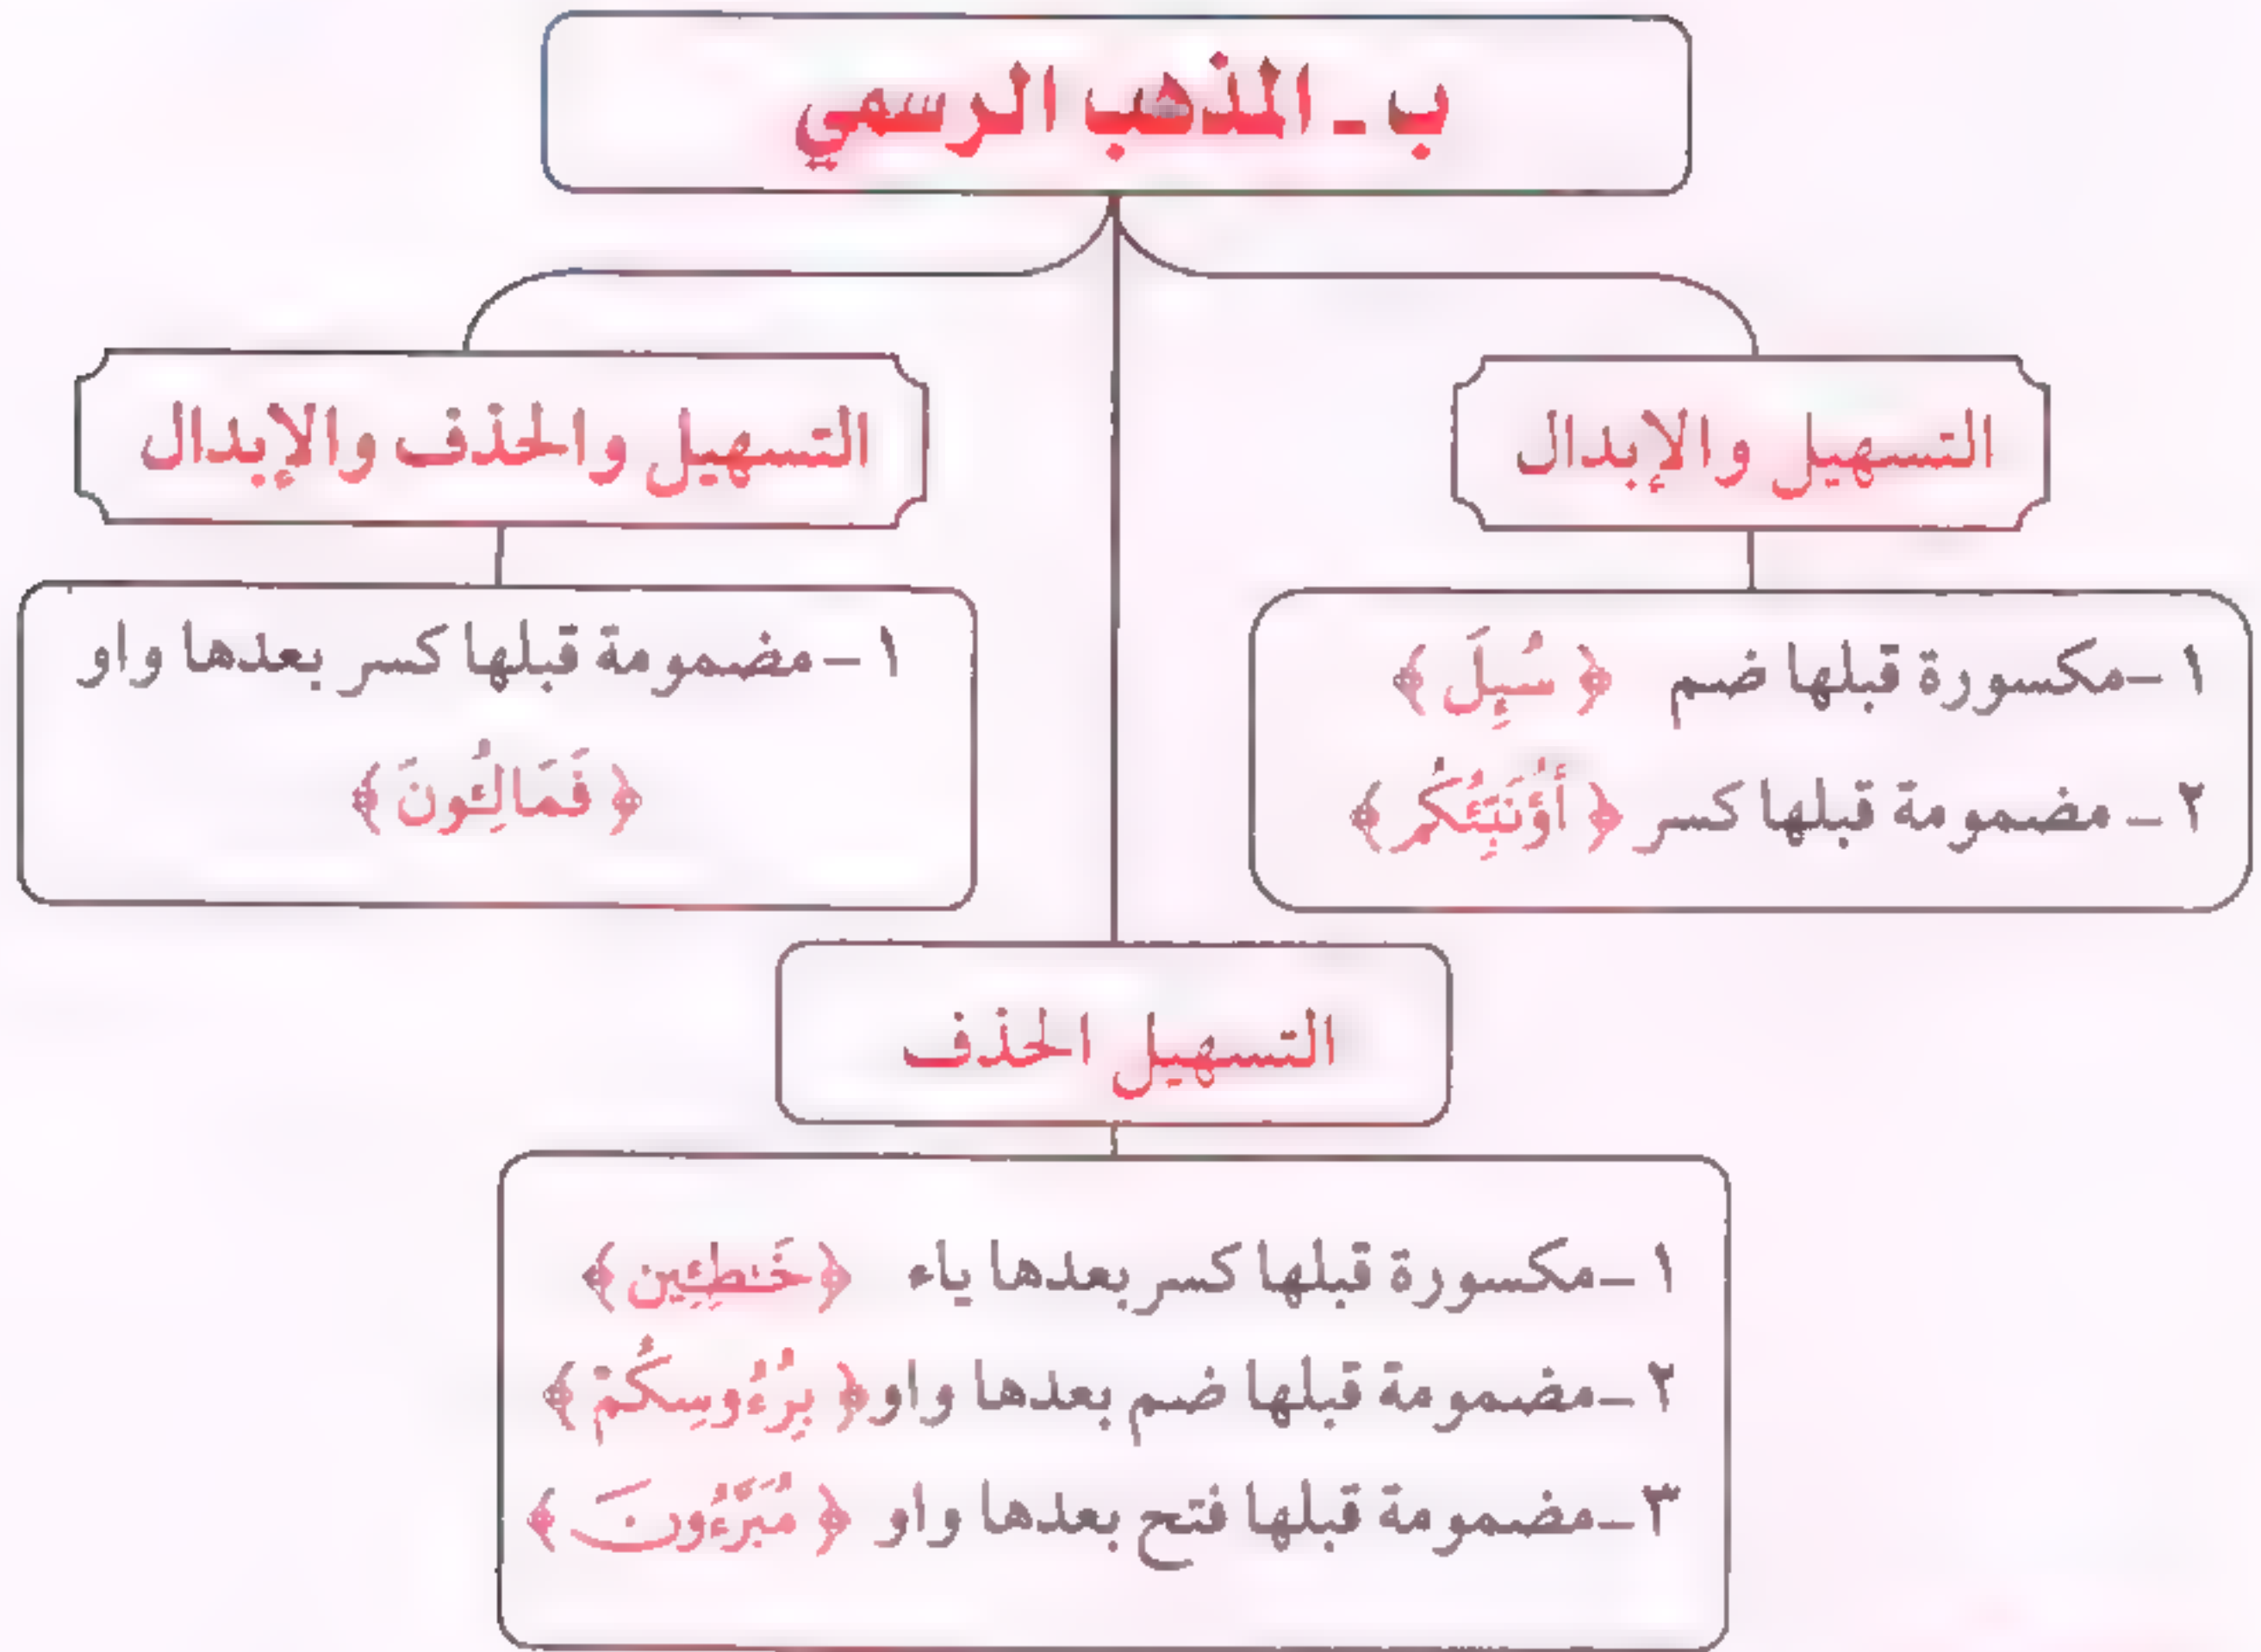 ب ـ المذهب الرسمي
التسهيل والإبدال
١ –مكسورة قبلها ضم ﴿ سُئِلَ ﴾
٢ – مضمومة قبلها كسر ﴿ أَؤُنَبِّئُكُم ﴾
التسهيل والحذف والإبدال
١ –مضمومة قبلها كسر بعدها واو
﴿ فَمَالِـُٔونَ ﴾
التسهيل الحذف
١ –مكسورة قبلها كسر بعدها ياء ﴿خَـٰطِـِٔين﴾
٢ –مضمومة قبلها ضم بعدها واو﴿ بِرُءُوسِكُمْ ﴾
٣ –مضمومة قبلها فتح بعدها واو ﴿ مُبَرَّءُونَ ﴾